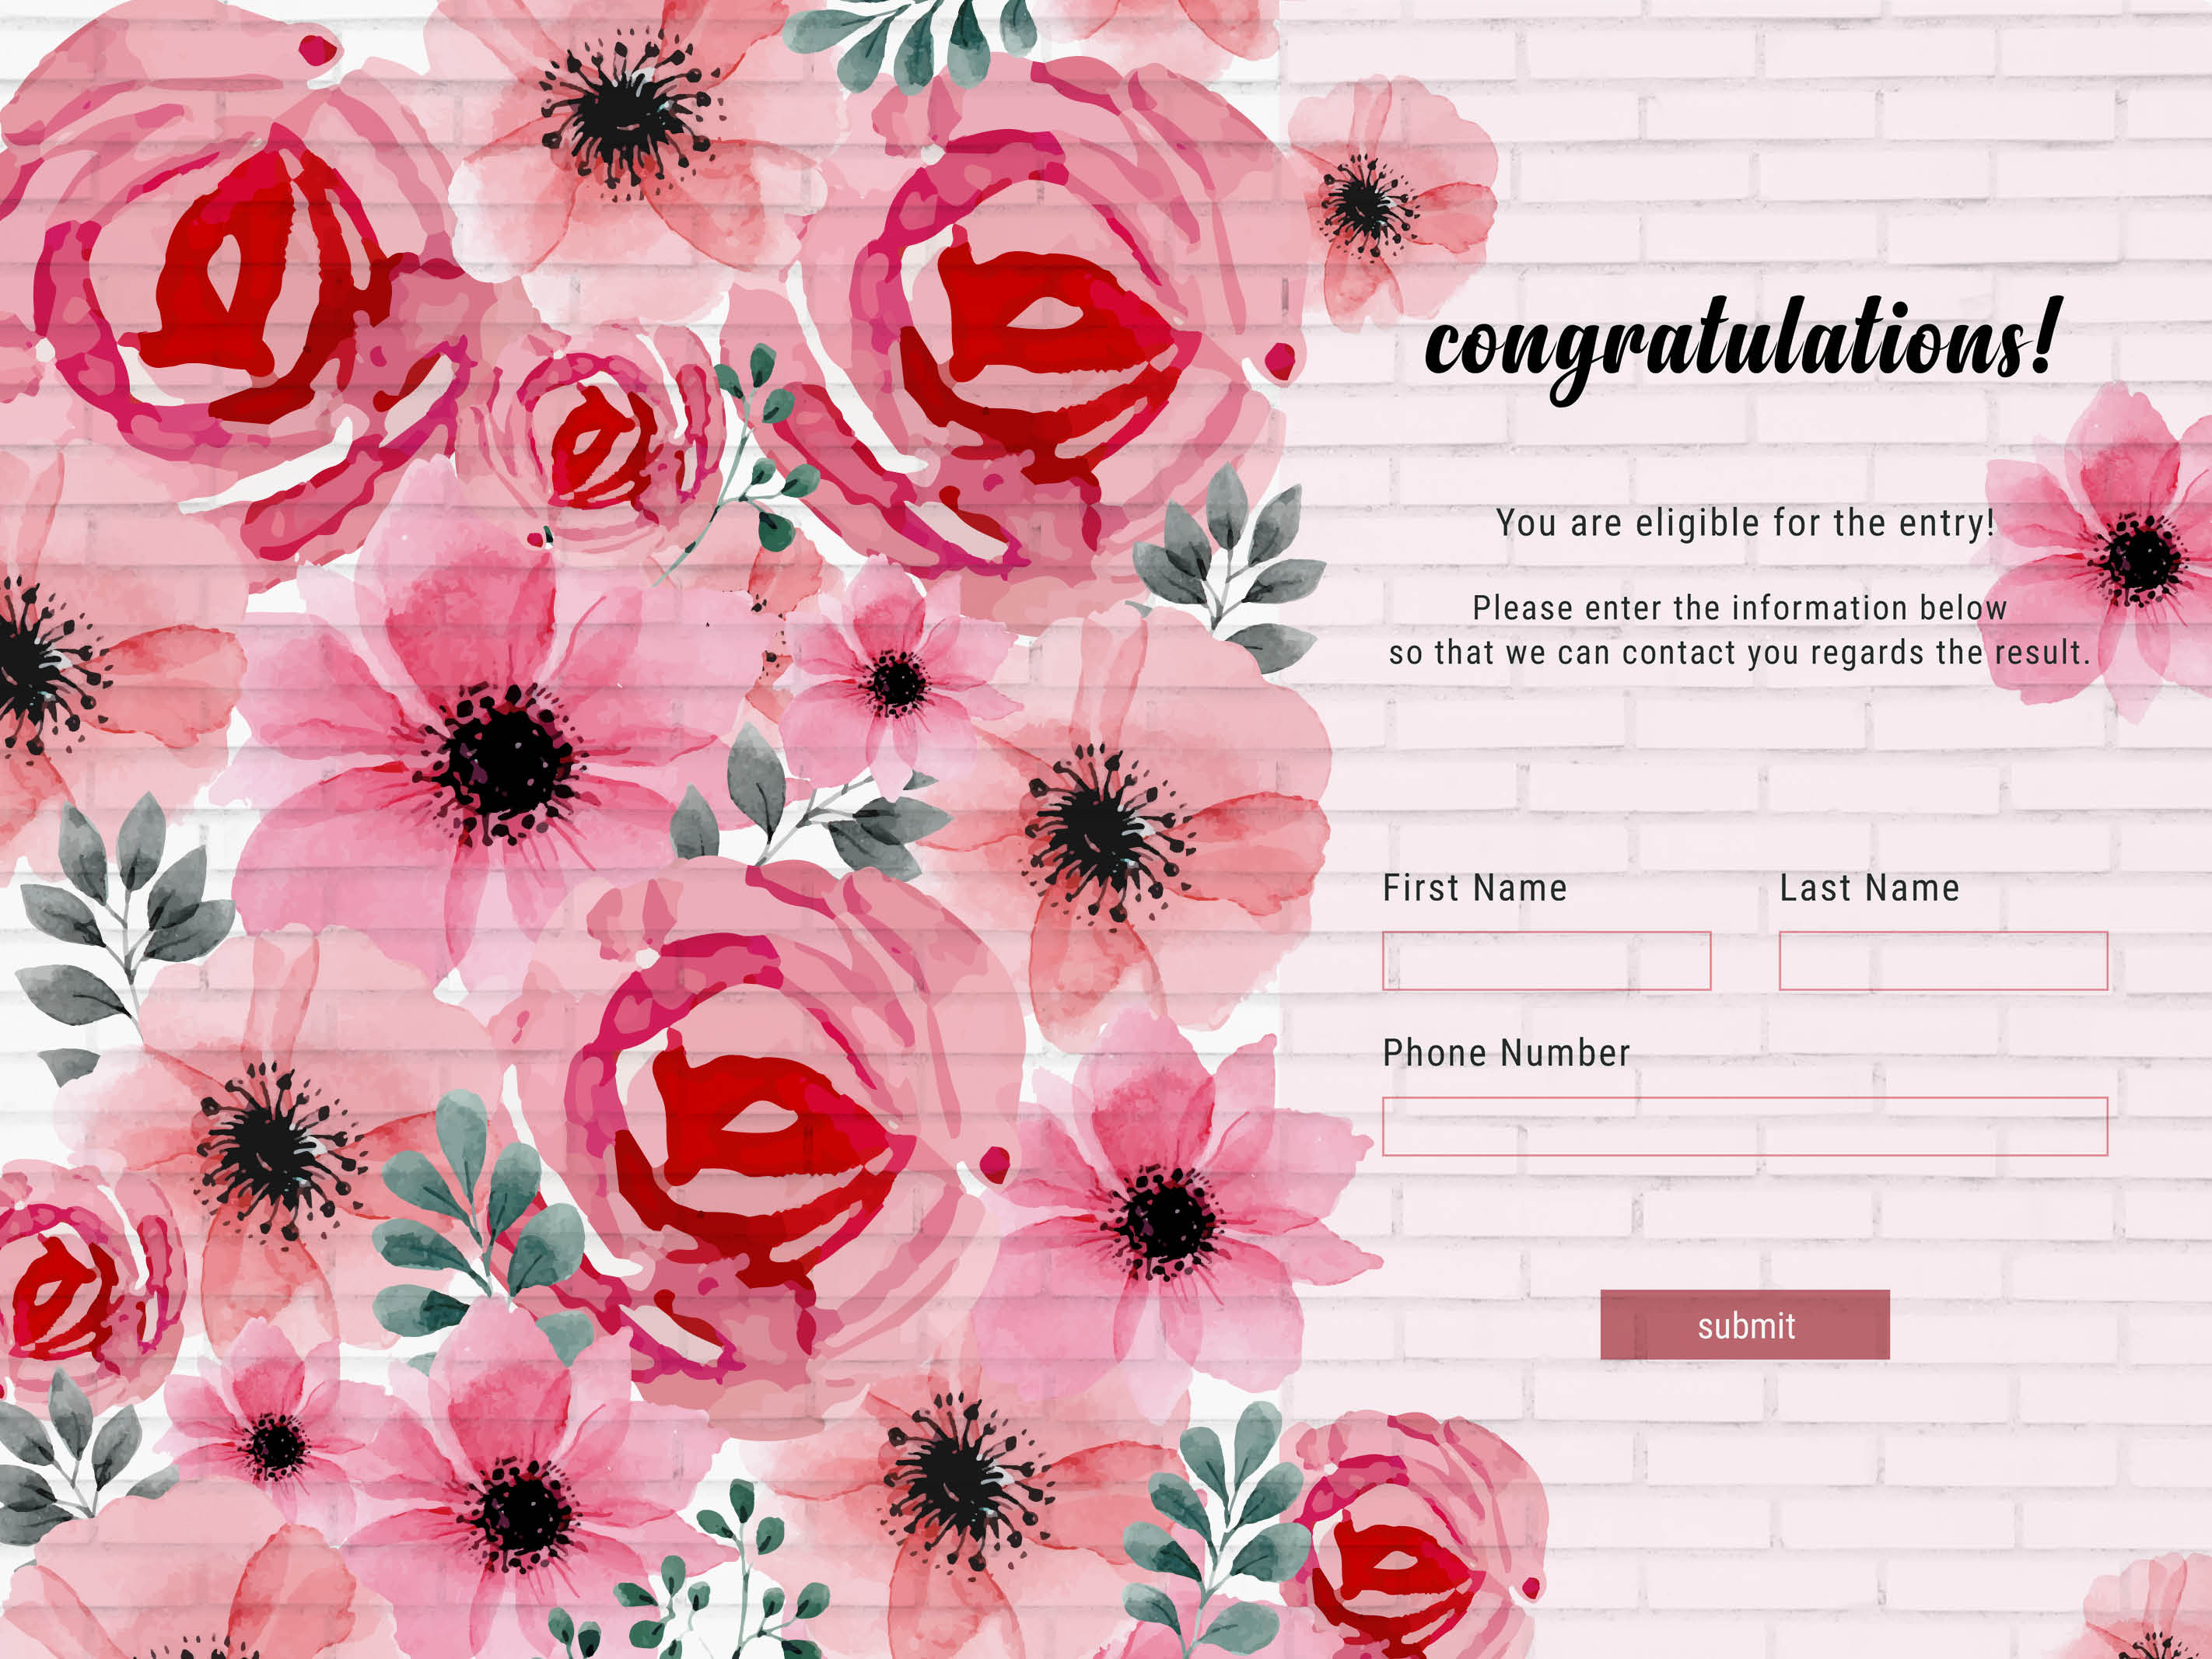 congratulations!
You are eligible for the entry!
Please enter the information below
so that we can contact you regards the result.
First Name
Last Name
Phone Number
submit